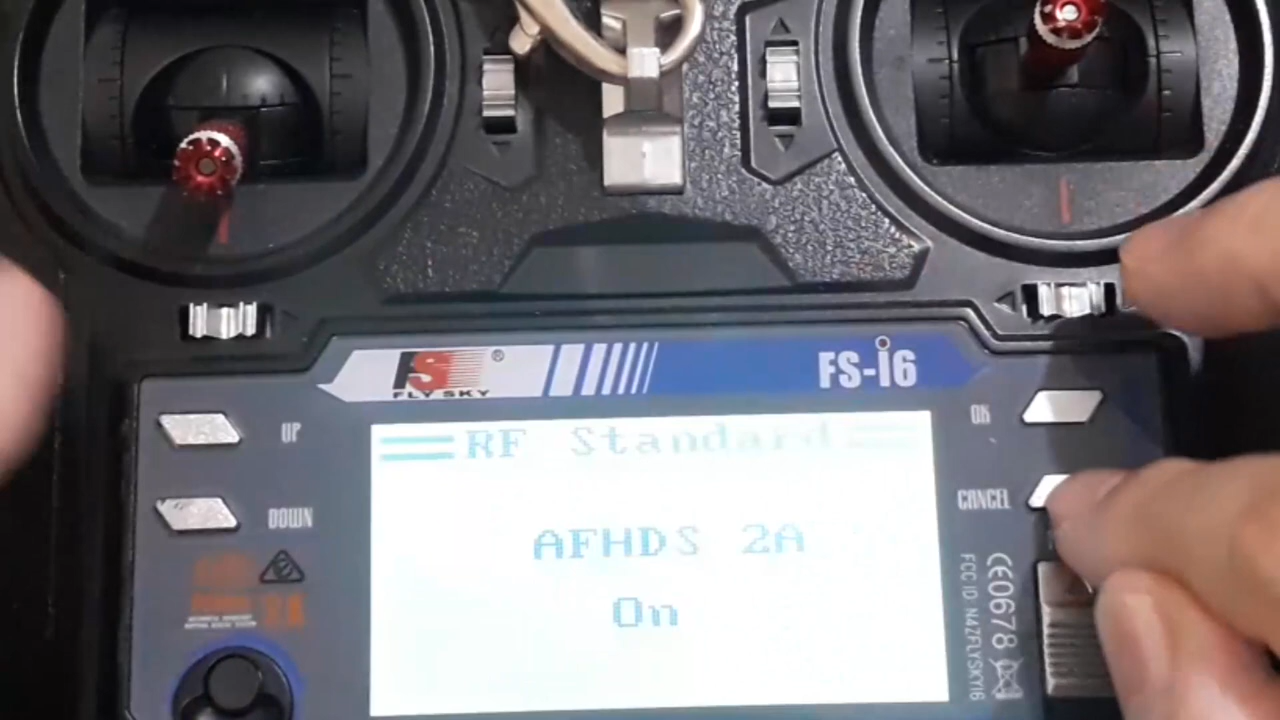 FS®
FLY SKY
FS-i6
UP
DOWN
OK
CANCEL
RF Standard
AFHDS 2A
On
CE0678
FCC ID: N4ZFLYSKYI6